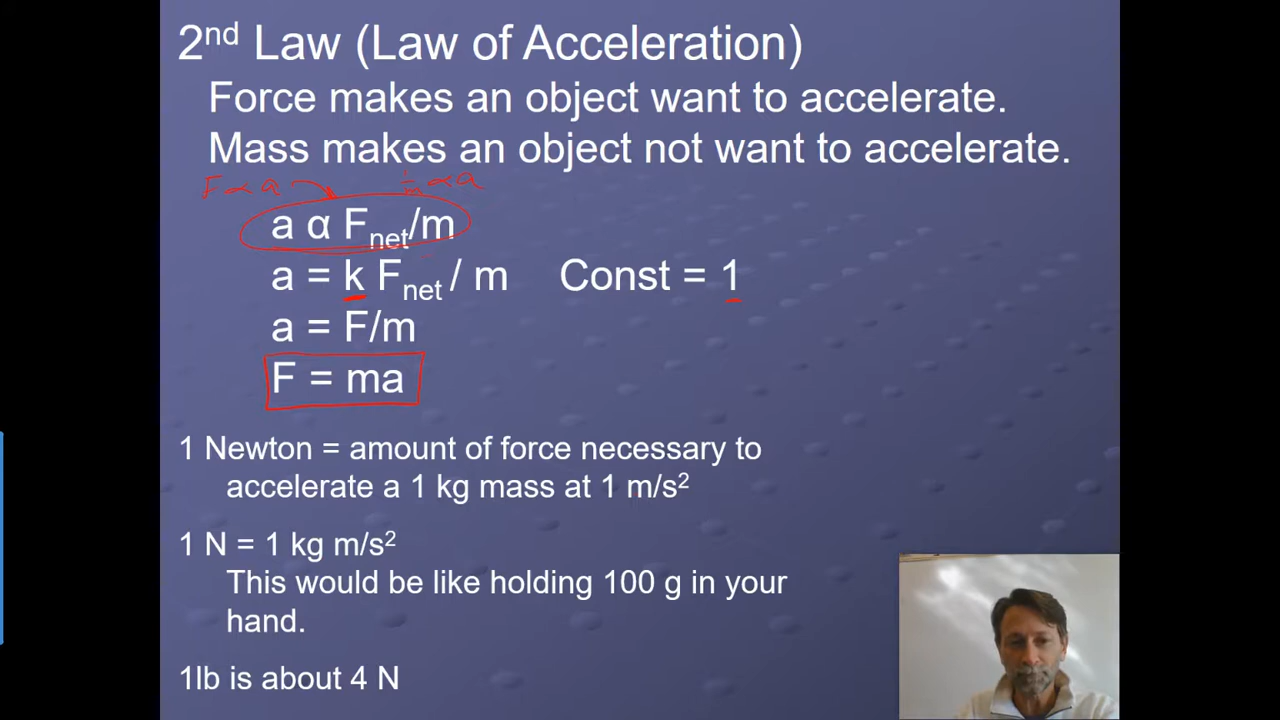 2nd Law (Law of Acceleration)
Force makes an object want to accelerate.
Mass makes an object not want to accelerate.
F ∝ a 1/m ∝ a
a α Fnet/m
a = k Fnet / m Const = 1
a = F/m
F = ma
1 Newton = amount of force necessary to
accelerate a 1 kg mass at 1 m/s²
1 N = 1 kg m/s²
This would be like holding 100 g in your
hand.
1lb is about 4 N